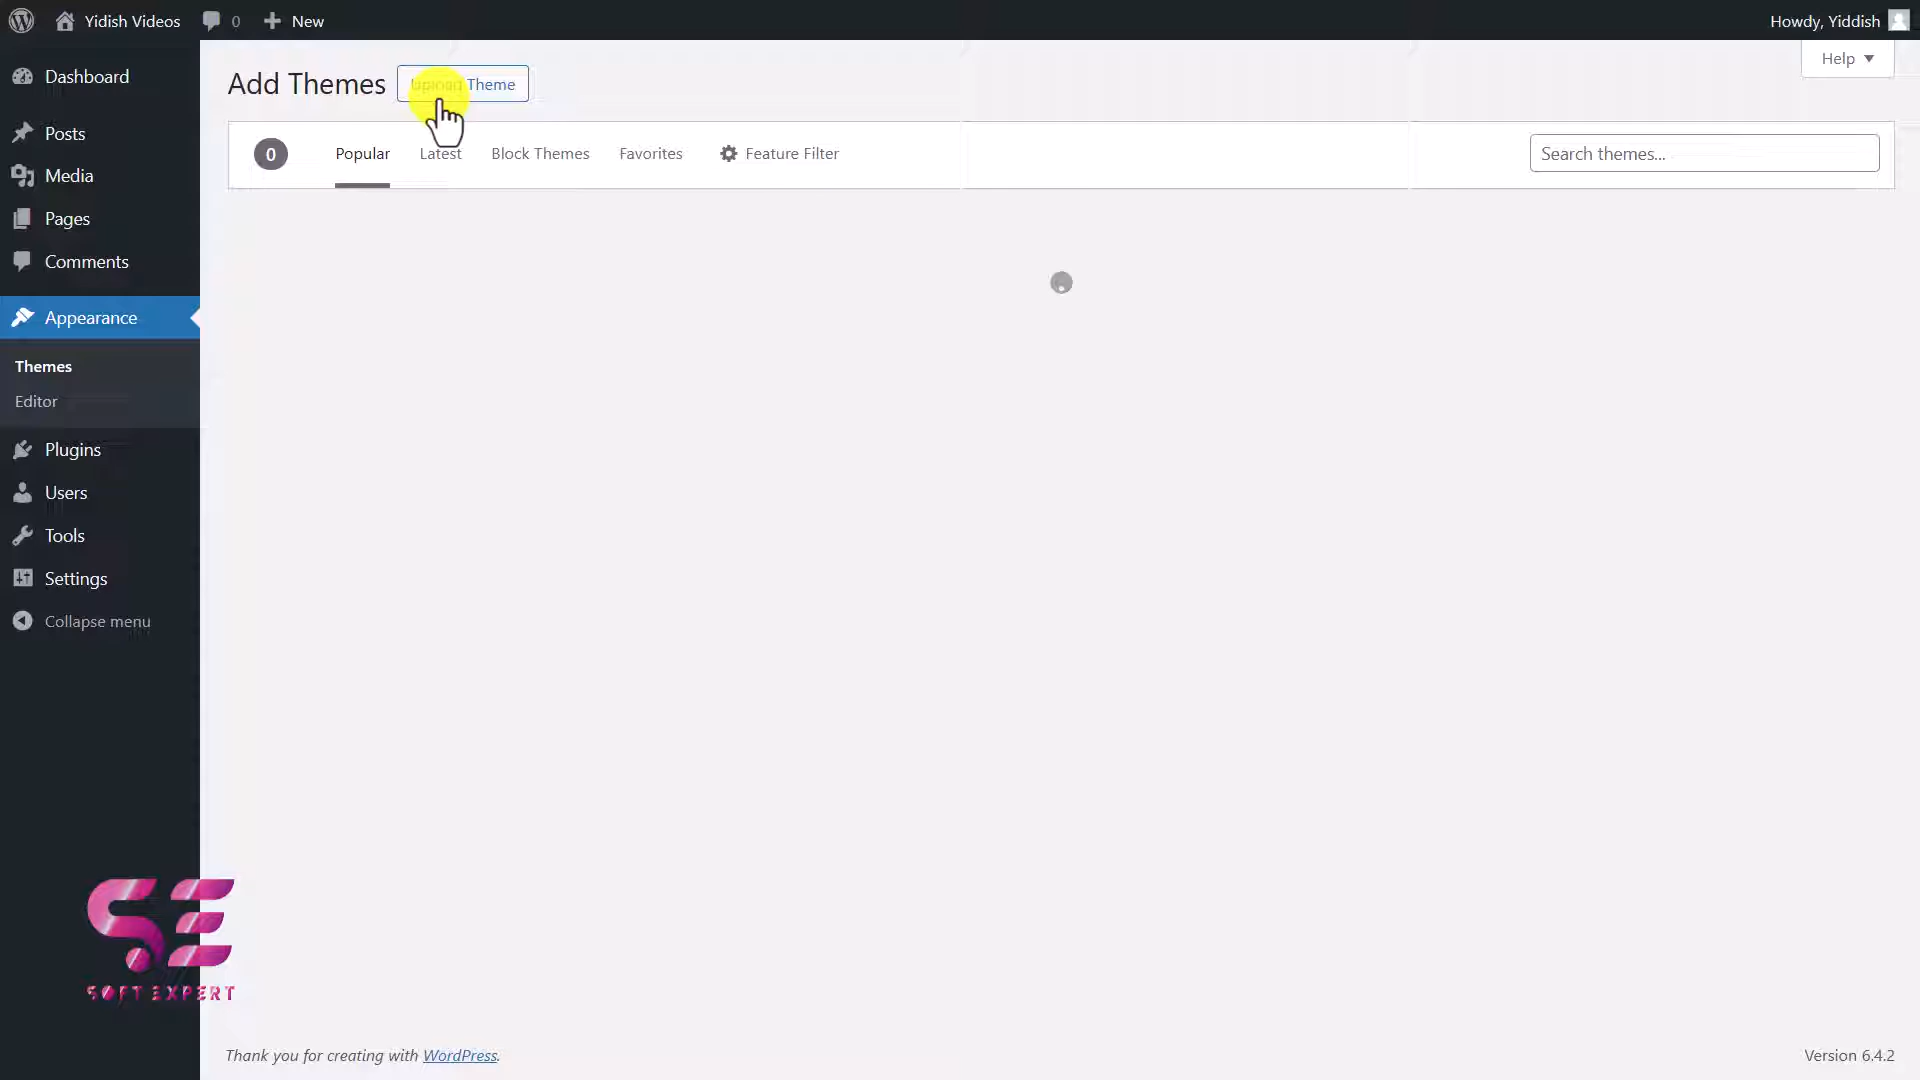 Yidish Videos
0
New
Howdy, Yiddish
Dashboard
Posts
Media
Pages
Comments
Appearance
Themes
Editor
Plugins
Users
Tools
Settings
Collapse menu
Add Themes
Upload Theme
Help
0
Popular
Latest
Block Themes
Favorites
Feature Filter
Search themes...
SE
SOFT EXPERT
Thank you for creating with WordPress.
Version 6.4.2